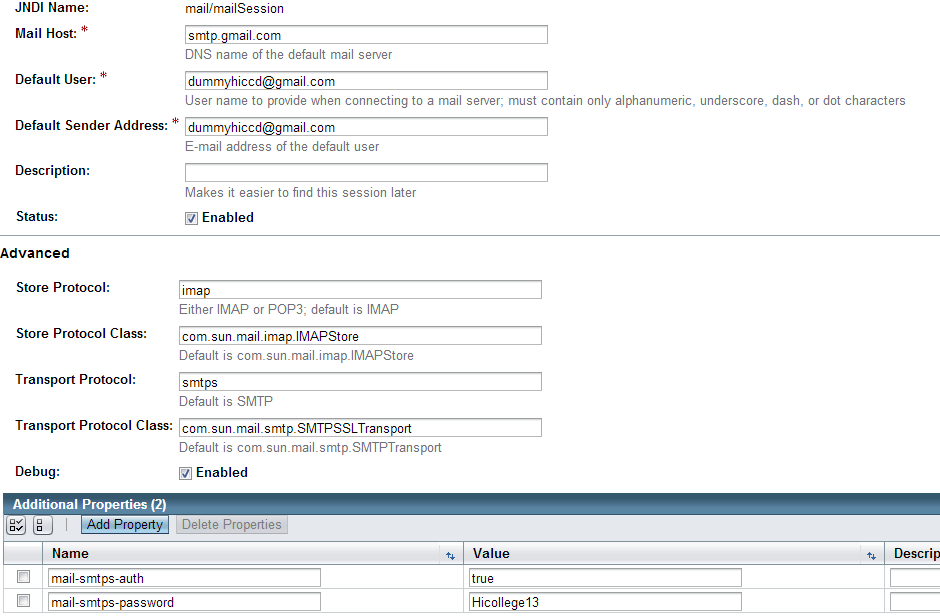 JNDI Name: mail/mailSession
Mail Host: * smtp.gmail.com
DNS name of the default mail server
Default User: * dummyhiccd@gmail.com
User name to provide when connecting to a mail server; must contain only alphanumeric, underscore, dash, or dot characters
Default Sender Address: * dummyhiccd@gmail.com
E-mail address of the default user
Description:
Makes it easier to find this session later
Status: Enabled
Advanced
Store Protocol: imap
Either IMAP or POP3; default is IMAP
Store Protocol Class: com.sun.mail.imap.IMAPStore
Default is com.sun.mail.imap.IMAPStore
Transport Protocol: smtps
Default is SMTP
Transport Protocol Class: com.sun.mail.smtp.SMTPSSLTransport
Default is com.sun.mail.smtp.SMTPTransport
Debug: Enabled
Additional Properties (2)
Add Property Delete Properties
Name Value Descrip
mail-smtps-auth true
mail-smtps-password Hicollege13